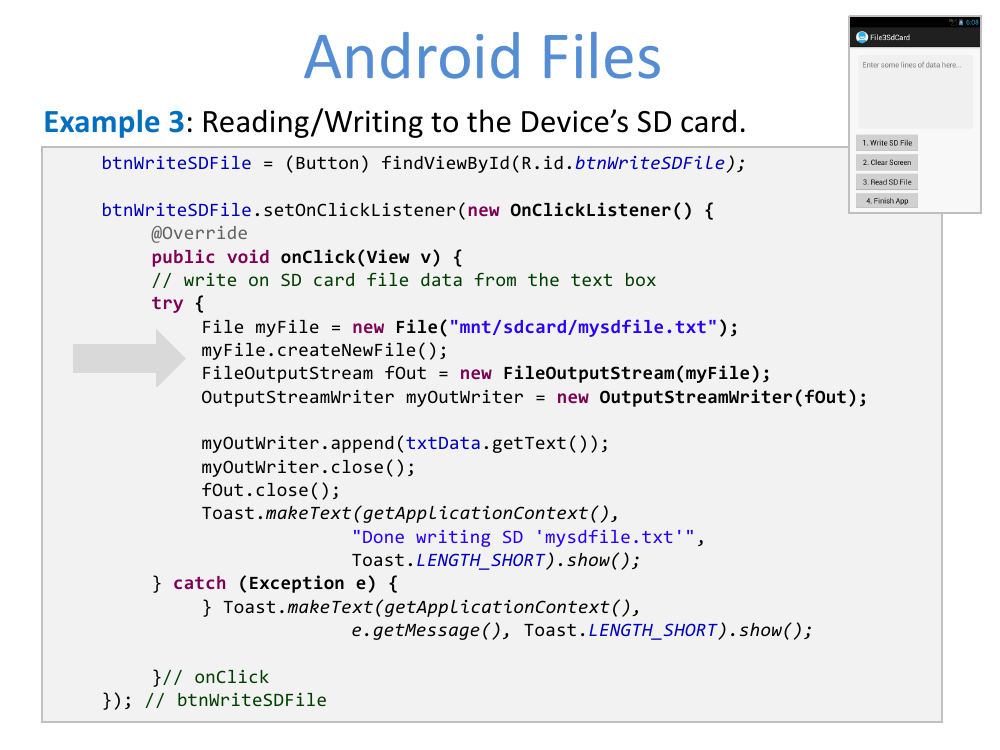 Android Files
6:08
File3SdCard
Enter some lines of data here...
1. Write SD File
2. Clear Screen
3. Read SD File
4. Finish App
Example 3: Reading/Writing to the Device’s SD card.
btnWriteSDFile = (Button) findViewById(R.id.btnWriteSDFile);
btnWriteSDFile.setOnClickListener(new OnClickListener() {
@Override
public void onClick(View v) {
// write on SD card file data from the text box
try {
File myFile = new File("mnt/sdcard/mysdfile.txt");
myFile.createNewFile();
FileOutputStream fOut = new FileOutputStream(myFile);
OutputStreamWriter myOutWriter = new OutputStreamWriter(fOut);
myOutWriter.append(txtData.getText());
myOutWriter.close();
fOut.close();
Toast.makeText(getApplicationContext(),
"Done writing SD 'mysdfile.txt'",
Toast.LENGTH_SHORT).show();
} catch (Exception e) {
} Toast.makeText(getApplicationContext(),
e.getMessage(), Toast.LENGTH_SHORT).show();
}// onClick
}); // btnWriteSDFile